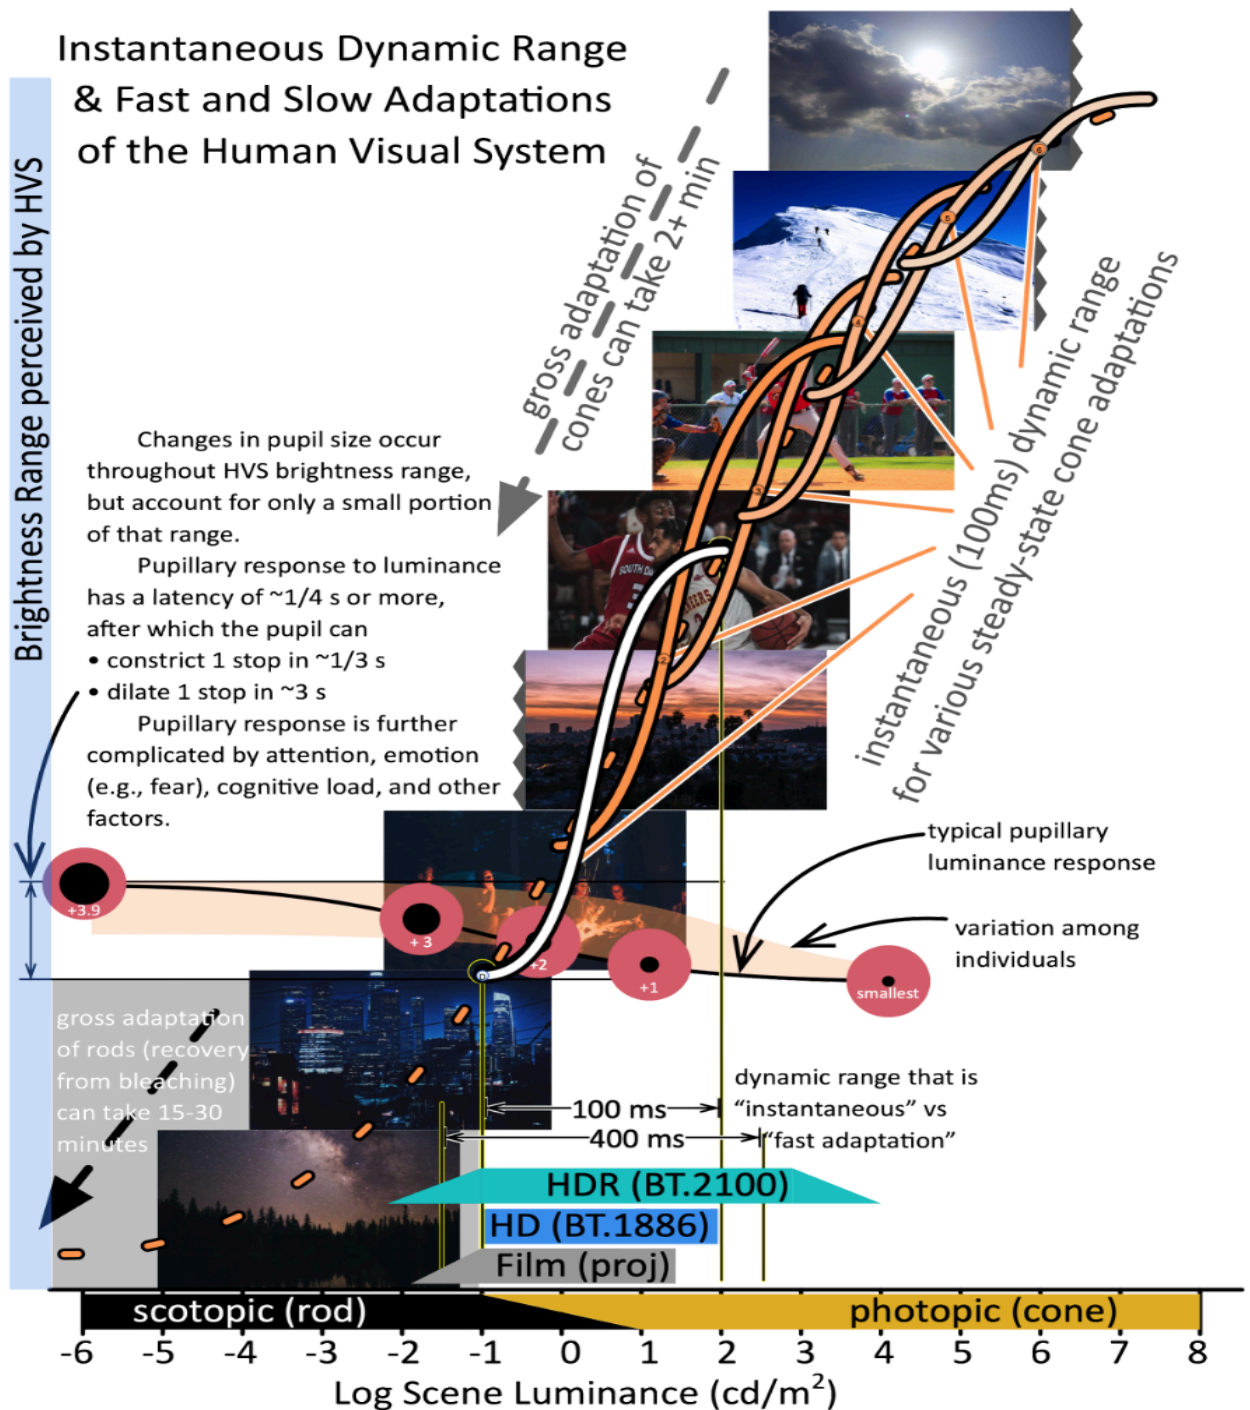 Instantaneous Dynamic Range
& Fast and Slow Adaptations
of the Human Visual System
Brightness Range perceived by HVS
gross adaptation of
cones can take 2+ min
instantaneous (100ms) dynamic range
for various steady-state cone adaptations
Changes in pupil size occur
throughout HVS brightness range,
but account for only a small portion
of that range.
Pupillary response to luminance
has a latency of ~1/4 s or more,
after which the pupil can
• constrict 1 stop in ~1/3 s
• dilate 1 stop in ~3 s
Pupillary response is further
complicated by attention, emotion
(e.g., fear), cognitive load, and other
factors.
6
5
4
3
2
SOUTH
typical pupillary
luminance response
variation among
individuals
+3.9
+ 3
+2
+1
smallest
gross adaptation
of rods (recovery
from bleaching)
can take 15-30
minutes
dynamic range that is
"instantaneous" vs
"fast adaptation"
100 ms
400 ms
HDR (BT.2100)
HD (BT.1886)
Film (proj)
scotopic (rod)
photopic (cone)
-6 -5 -4 -3 -2 -1 0 1 2 3 4 5 6 7 8
Log Scene Luminance (cd/m²)